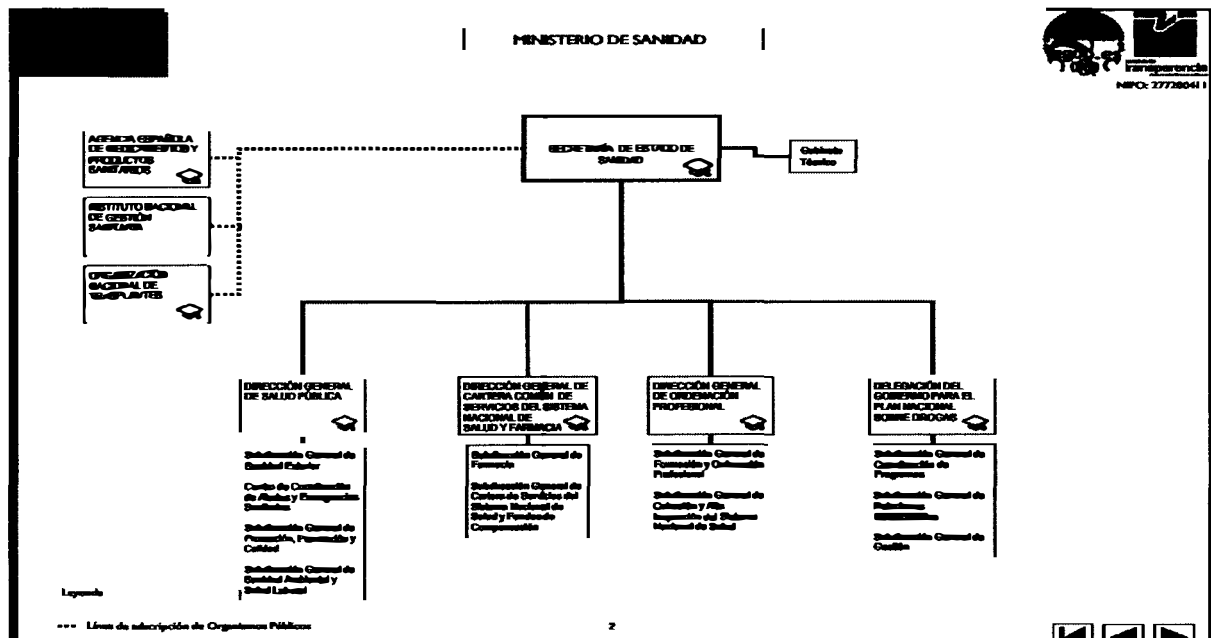 MINISTERIO DE SANIDAD
transparencia
NIPO: 277280411
AGENCIA ESPAÑOLA
DE MEDICAMENTOS Y
PRODUCTOS
SANITARIOS
SECRETARÍA DE ESTADO DE
SANIDAD
Gabinete
Técnico
INSTITUTO NACIONAL
DE GESTIÓN
SANITARIA
ORGANIZACIÓN
NACIONAL DE
TRASPLANTES
DIRECCIÓN GENERAL
DE SALUD PÚBLICA
DIRECCIÓN GENERAL DE
CARTERA COMÚN DE
SERVICIOS DEL SISTEMA
NACIONAL DE
SALUD Y FARMACIA
DIRECCIÓN GENERAL
DE ORDENACIÓN
PROFESIONAL
DELEGACIÓN DEL
GOBIERNO PARA EL
PLAN NACIONAL
SOBRE DROGAS
Subdirección General de
Sanidad Exterior
Centro de Coordinación
de Alertas y Emergencias
Sanitarias
Subdirección General de
Promoción, Prevención y
Calidad
Subdirección General de
Sanidad Ambiental y
Salud Laboral
Subdirección General de
Farmacia
Subdirección General de
Cartera de Servicios del
Sistema Nacional de
Salud y Fondos de
Compensación
Subdirección General de
Formación y Ordenación
Profesional
Subdirección General de
Cohesión y Alta
Inspección del Sistema
Nacional de Salud
Subdirección General de
Coordinación de
Programas
Subdirección General de
Relaciones
Subdirección General de
Gestión
Leyenda
Línea de adscripción de Organismos Públicos
2